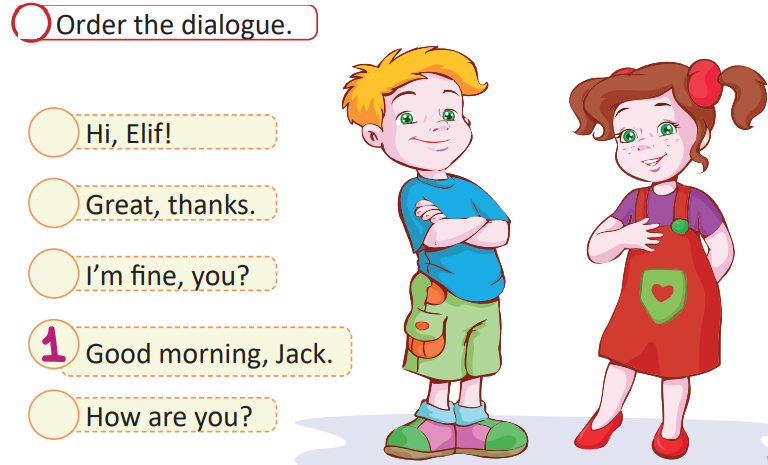 Order the dialogue.
Hi, Elif!
Great, thanks.
I'm fine, you?
1 Good morning, Jack.
How are you?